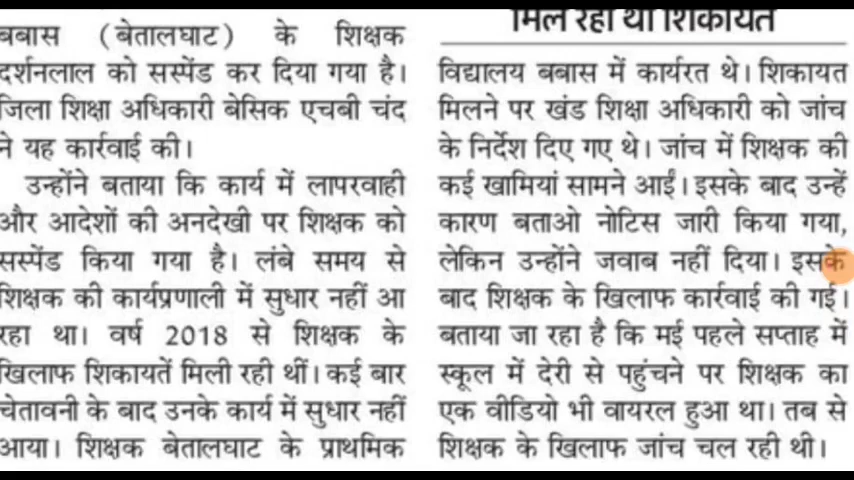 बबास (बेतालघाट) के शिक्षक
दर्शनलाल को सस्पेंड कर दिया गया है।
जिला शिक्षा अधिकारी बेसिक एचबी चंद
ने यह कार्रवाई की।
उन्होंने बताया कि कार्य में लापरवाही
और आदेशों की अनदेखी पर शिक्षक को
सस्पेंड किया गया है। लंबे समय से
शिक्षक की कार्यप्रणाली में सुधार नहीं आ
रहा था। वर्ष 2018 से शिक्षक के
खिलाफ शिकायतें मिली रही थीं। कई बार
चेतावनी के बाद उनके कार्य में सुधार नहीं
आया। शिक्षक बेतालघाट के प्राथमिक
मिल रही थी शिकायत
विद्यालय बबास में कार्यरत थे। शिकायत
मिलने पर खंड शिक्षा अधिकारी को जांच
के निर्देश दिए गए थे। जांच में शिक्षक की
कई खामियां सामने आईं। इसके बाद उन्हें
कारण बताओ नोटिस जारी किया गया,
लेकिन उन्होंने जवाब नहीं दिया। इसके
बाद शिक्षक के खिलाफ कार्रवाई की गई।
बताया जा रहा है कि मई पहले सप्ताह में
स्कूल में देरी से पहुंचने पर शिक्षक का
एक वीडियो भी वायरल हुआ था। तब से
शिक्षक के खिलाफ जांच चल रही थी।